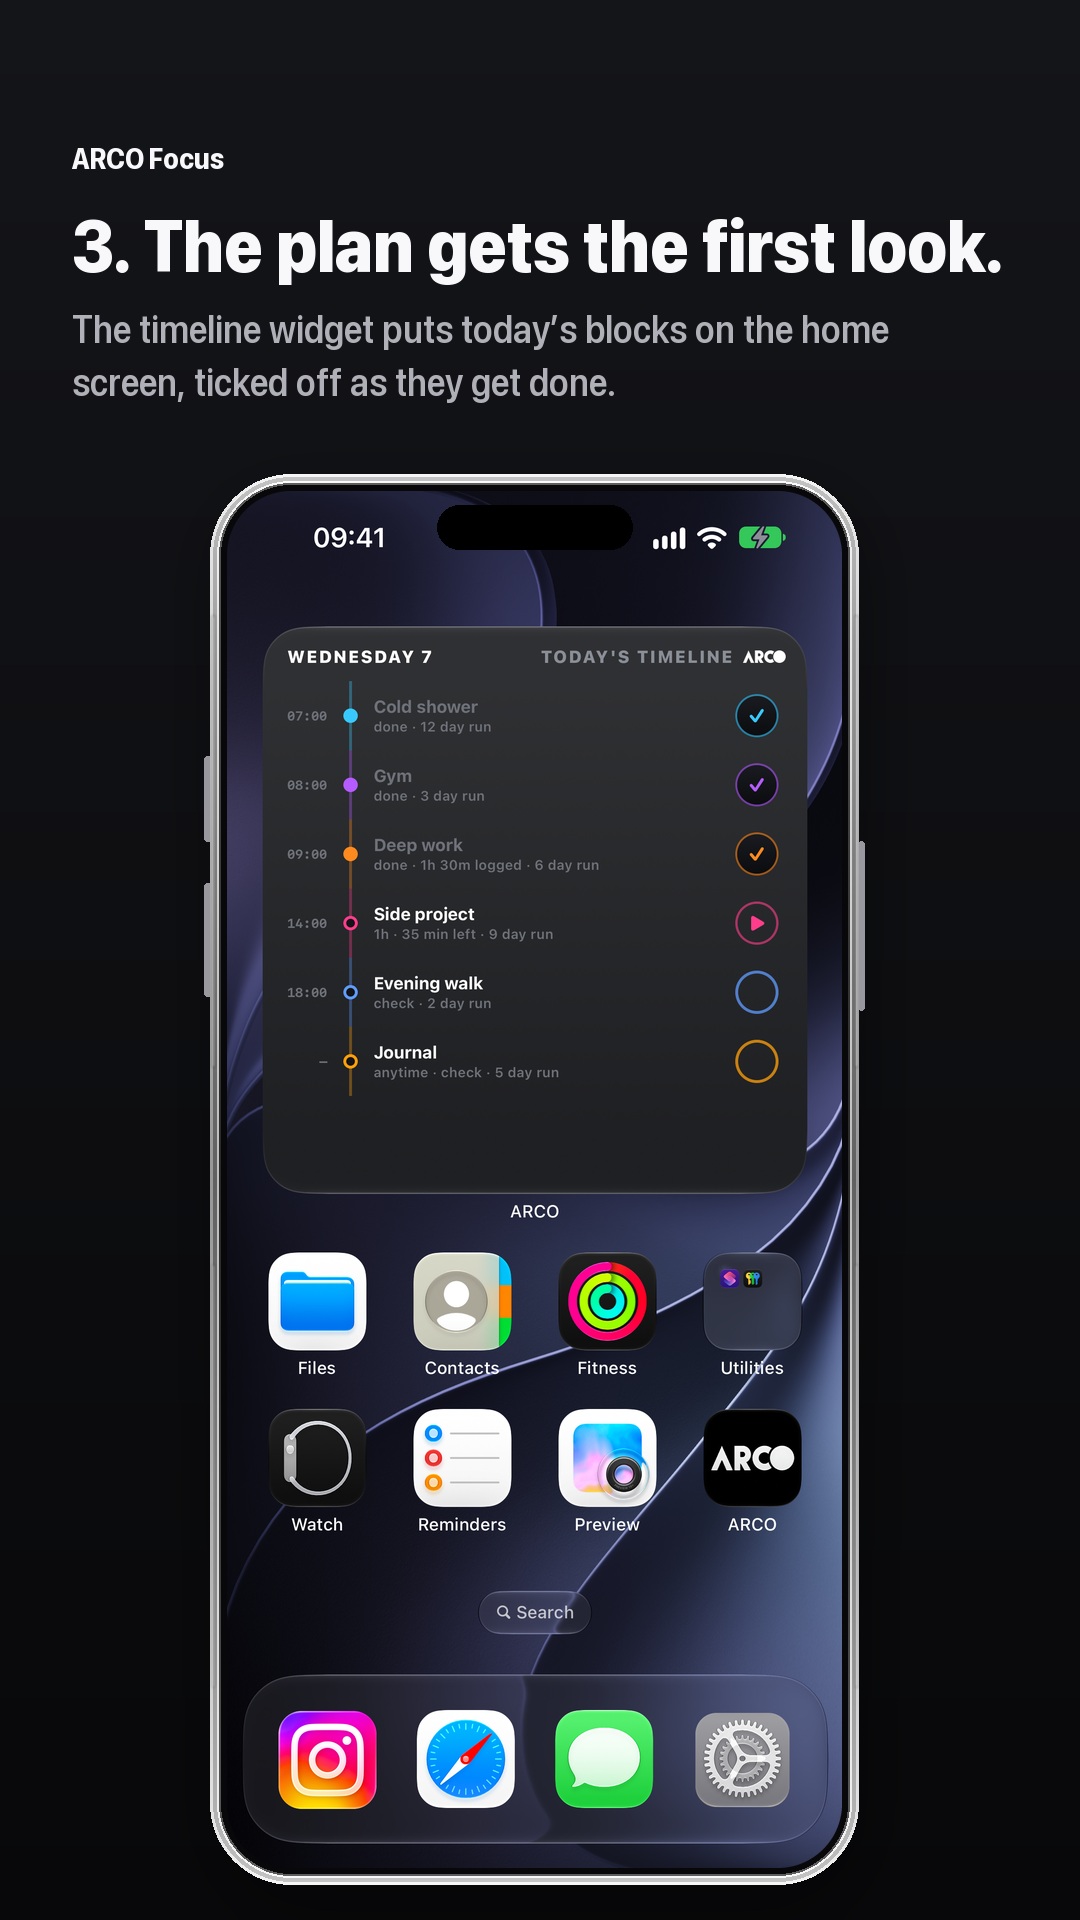 ARCO Focus
3. The plan gets the first look.
The timeline widget puts today’s blocks on the home
screen, ticked off as they get done.
09:41
WEDNESDAY 7 TODAY'S TIMELINE ARCO
07:00 Cold shower
done · 12 day run
08:00 Gym
done · 3 day run
09:00 Deep work
done · 1h 30m logged · 6 day run
14:00 Side project
1h · 35 min left · 9 day run
18:00 Evening walk
check · 2 day run
– Journal
anytime · check · 5 day run
ARCO
Files Contacts Fitness Utilities
ARCO
Watch Reminders Preview ARCO
Search